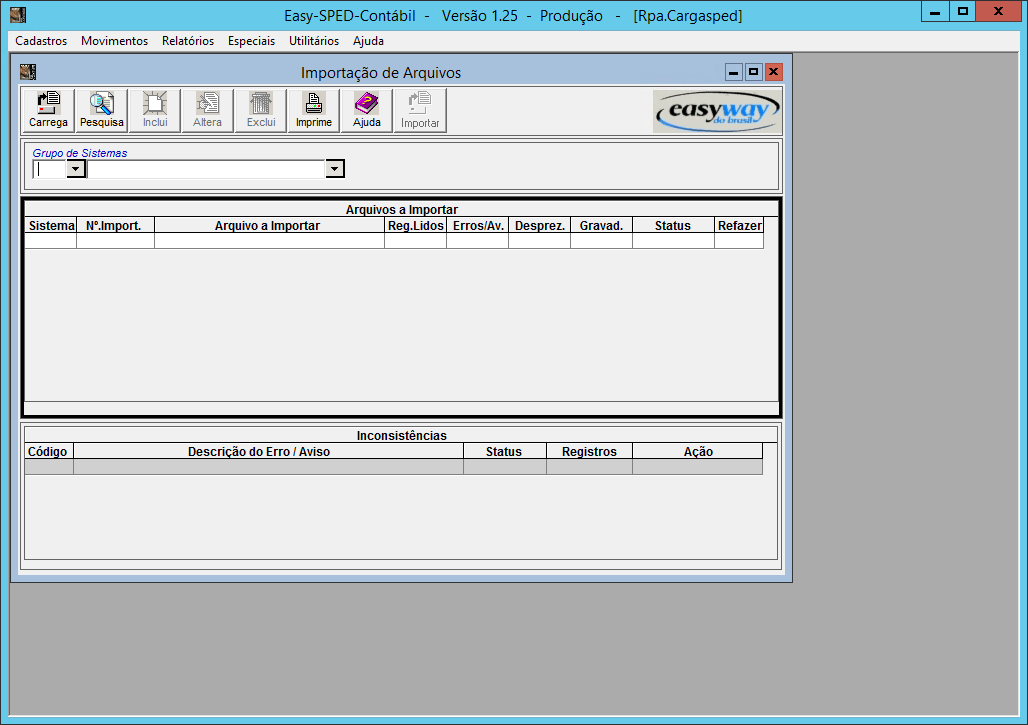 Easy-SPED-Contábil - Versão 1.25 - Produção - [Rpa.Cargasped]
Cadastros Movimentos Relatórios Especiais Utilitários Ajuda
Importação de Arquivos
Carrega Pesquisa Inclui Altera Exclui Imprime Ajuda Importar
easyway
do brasil
Grupo de Sistemas
Arquivos a Importar
Sistema Nº.Import. Arquivo a Importar Reg.Lidos Erros/Av. Desprez. Gravad. Status Refazer
Inconsistências
Código Descrição do Erro / Aviso Status Registros Ação